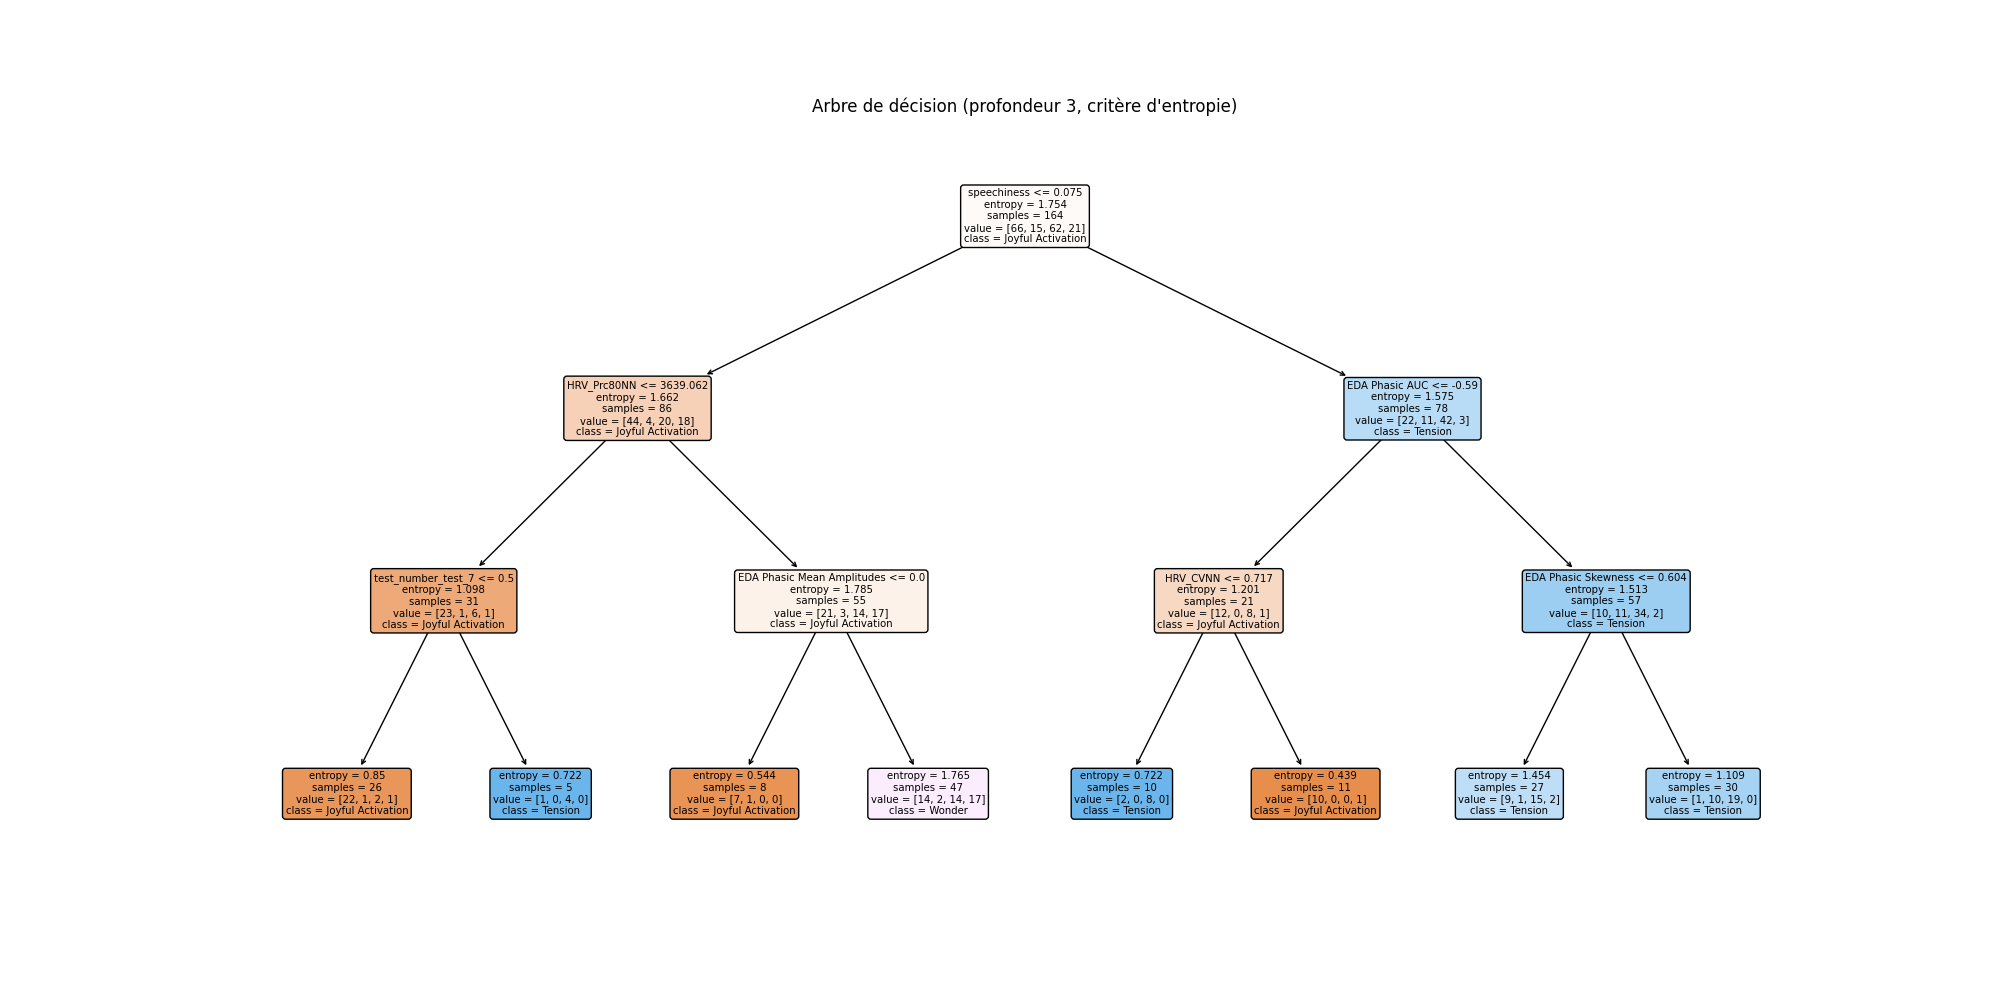 Arbre de décision (profondeur 3, critère d'entropie)
speechiness <= 0.075
entropy = 1.754
samples = 164
value = [66, 15, 62, 21]
class = Joyful Activation
HRV_Prc80NN <= 3639.062
entropy = 1.662
samples = 86
value = [44, 4, 20, 18]
class = Joyful Activation
EDA Phasic AUC <= -0.59
entropy = 1.575
samples = 78
value = [22, 11, 42, 3]
class = Tension
test_number_test_7 <= 0.5
entropy = 1.098
samples = 31
value = [23, 1, 6, 1]
class = Joyful Activation
EDA Phasic Mean Amplitudes <= 0.0
entropy = 1.785
samples = 55
value = [21, 3, 14, 17]
class = Joyful Activation
HRV_CVNN <= 0.717
entropy = 1.201
samples = 21
value = [12, 0, 8, 1]
class = Joyful Activation
EDA Phasic Skewness <= 0.604
entropy = 1.513
samples = 57
value = [10, 11, 34, 2]
class = Tension
entropy = 0.85
samples = 26
value = [22, 1, 2, 1]
class = Joyful Activation
entropy = 0.722
samples = 5
value = [1, 0, 4, 0]
class = Tension
entropy = 0.544
samples = 8
value = [7, 1, 0, 0]
class = Joyful Activation
entropy = 1.765
samples = 47
value = [14, 2, 14, 17]
class = Wonder
entropy = 0.722
samples = 10
value = [2, 0, 8, 0]
class = Tension
entropy = 0.439
samples = 11
value = [10, 0, 0, 1]
class = Joyful Activation
entropy = 1.454
samples = 27
value = [9, 1, 15, 2]
class = Tension
entropy = 1.109
samples = 30
value = [1, 10, 19, 0]
class = Tension